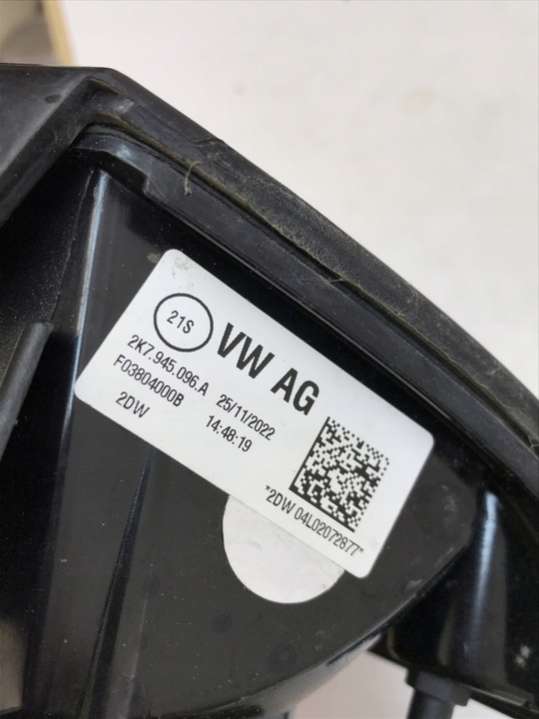 21S
VW AG
2K7.945.096.A 25/11/2022
F03804000B 14:48:19
2DW
*2DW 04L02072877*